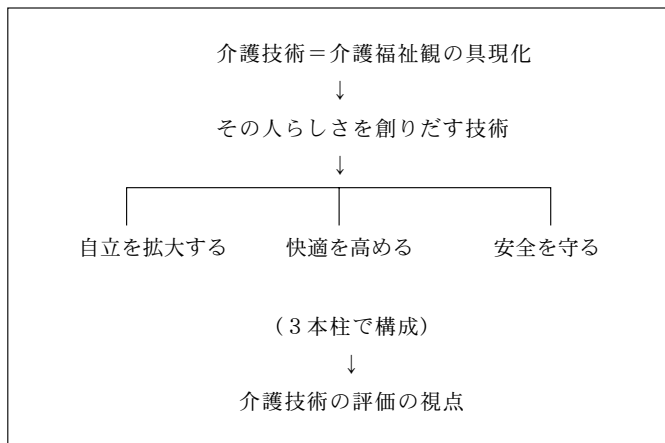 介護技術＝介護福祉観の具現化
↓
その人らしさを創りだす技術
↓
自立を拡大する 快適を高める 安全を守る
（３本柱で構成）
↓
介護技術の評価の視点